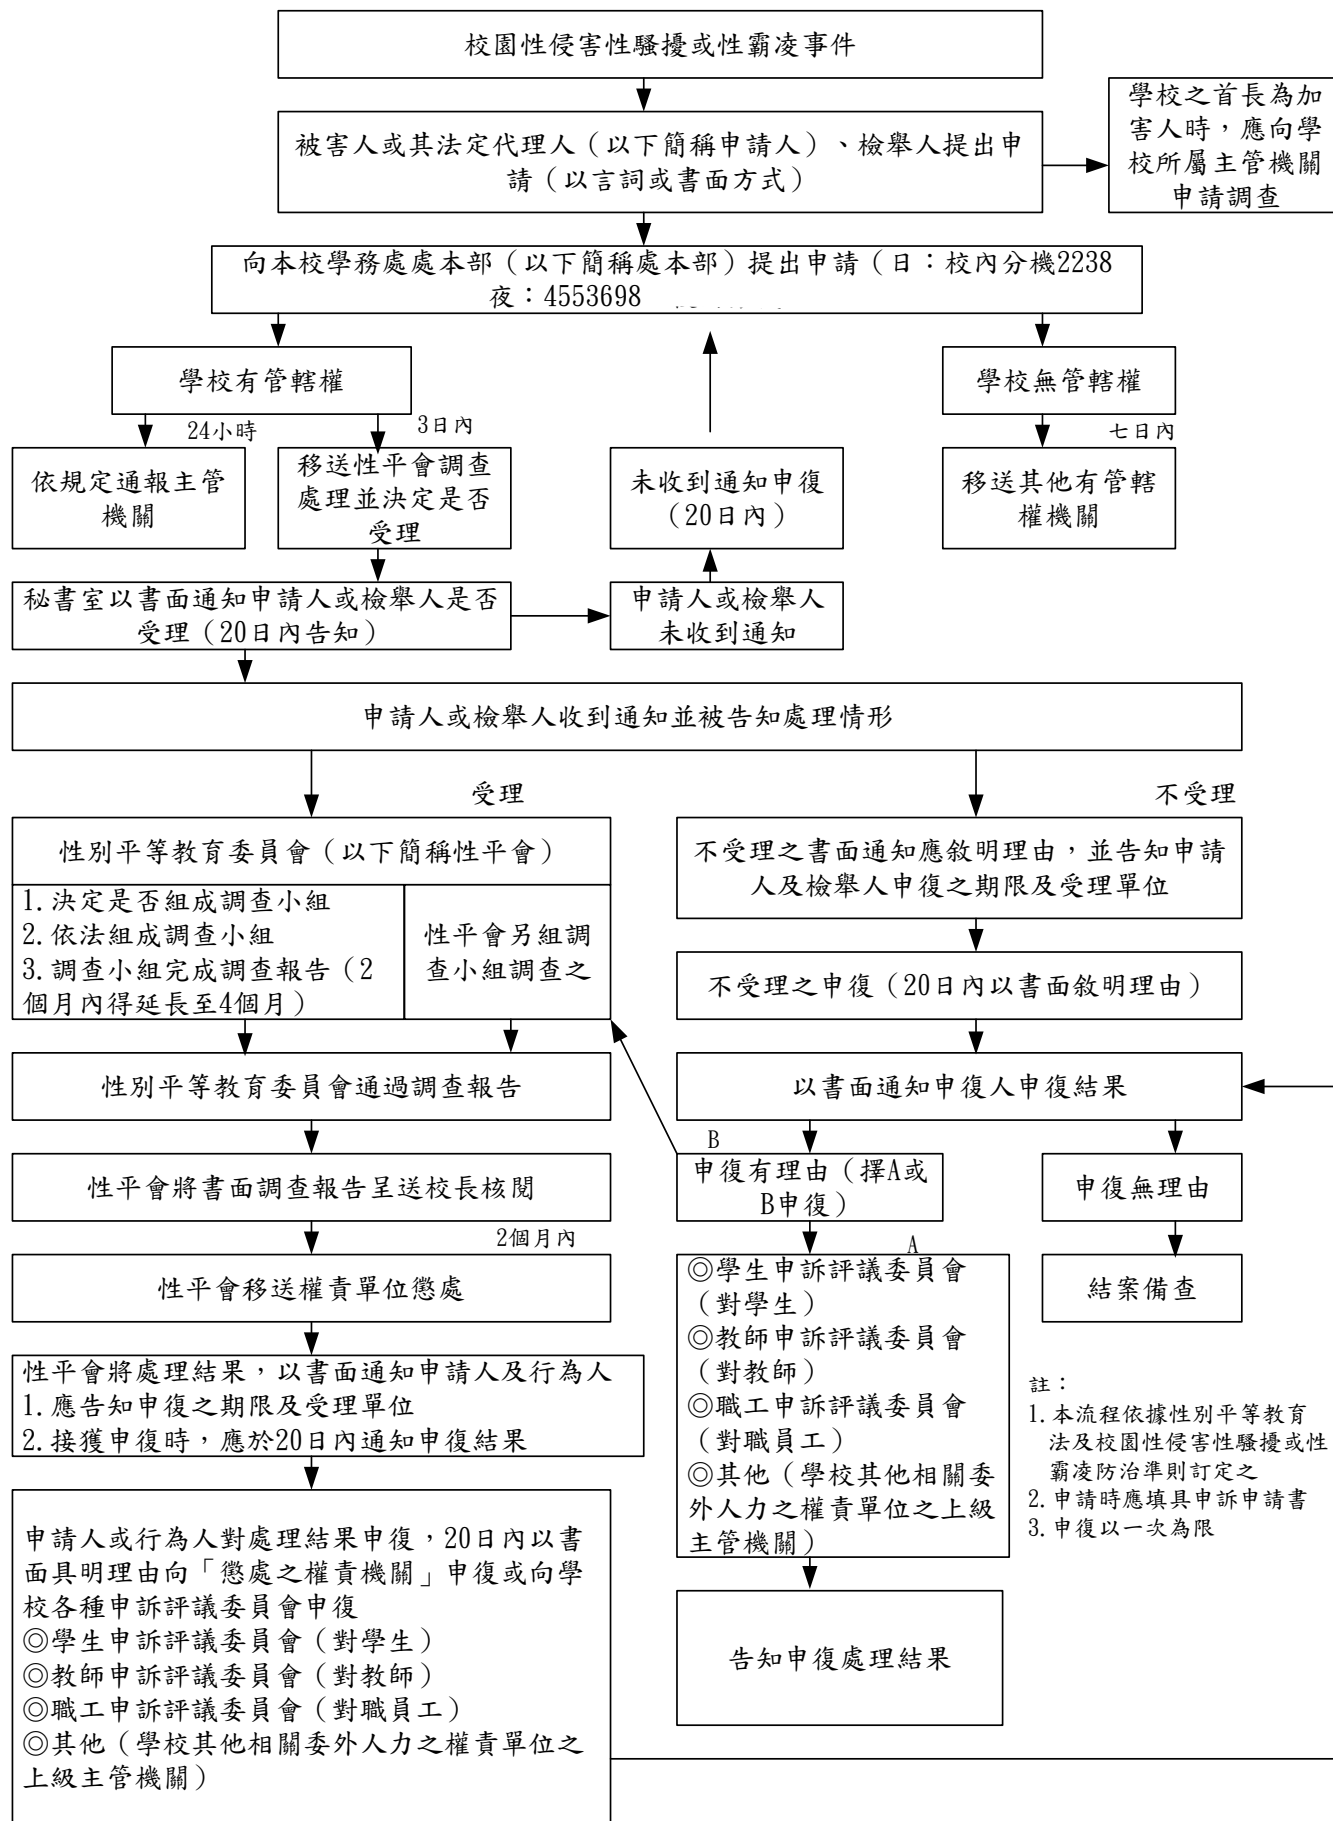 校園性侵害性騷擾或性霸凌事件
被害人或其法定代理人（以下簡稱申請人）、檢舉人提出申
請（以言詞或書面方式）
學校之首長為加
害人時，應向學
校所屬主管機關
申請調查
向本校學務處處本部（以下簡稱處本部）提出申請（日：校內分機2238
夜：4553698
學校有管轄權
學校無管轄權
24小時
3日內
七日內
依規定通報主管
機關
移送性平會調查
處理並決定是否
受理
未收到通知申復
（20日內）
移送其他有管轄
權機關
秘書室以書面通知申請人或檢舉人是否
受理（20日內告知）
申請人或檢舉人
未收到通知
申請人或檢舉人收到通知並被告知處理情形
受理
不受理
性別平等教育委員會（以下簡稱性平會）
1.決定是否組成調查小組
2.依法組成調查小組
3.調查小組完成調查報告（2
個月內得延長至4個月）
性平會另組調
查小組調查之
不受理之書面通知應敘明理由，並告知申請
人及檢舉人申復之期限及受理單位
不受理之申復（20日內以書面敘明理由）
性別平等教育委員會通過調查報告
以書面通知申復人申復結果
B
性平會將書面調查報告呈送校長核閱
申復有理由（擇A或
B申復）
申復無理由
2個月內
A
性平會移送權責單位懲處
結案備查
◎學生申訴評議委員會
（對學生）
◎教師申訴評議委員會
（對教師）
◎職工申訴評議委員會
（對職員工）
◎其他（學校其他相關委
外人力之權責單位之上級
主管機關）
性平會將處理結果，以書面通知申請人及行為人
1.應告知申復之期限及受理單位
2.接獲申復時，應於20日內通知申復結果
註：
1.本流程依據性別平等教育
法及校園性侵害性騷擾或性
霸凌防治準則訂定之
2.申請時應填具申訴申請書
3.申復以一次為限
申請人或行為人對處理結果申復，20日內以書
面具明理由向「懲處之權責機關」申復或向學
校各種申訴評議委員會申復
◎學生申訴評議委員會（對學生）
◎教師申訴評議委員會（對教師）
◎職工申訴評議委員會（對職員工）
◎其他（學校其他相關委外人力之權責單位之
上級主管機關）
告知申復處理結果